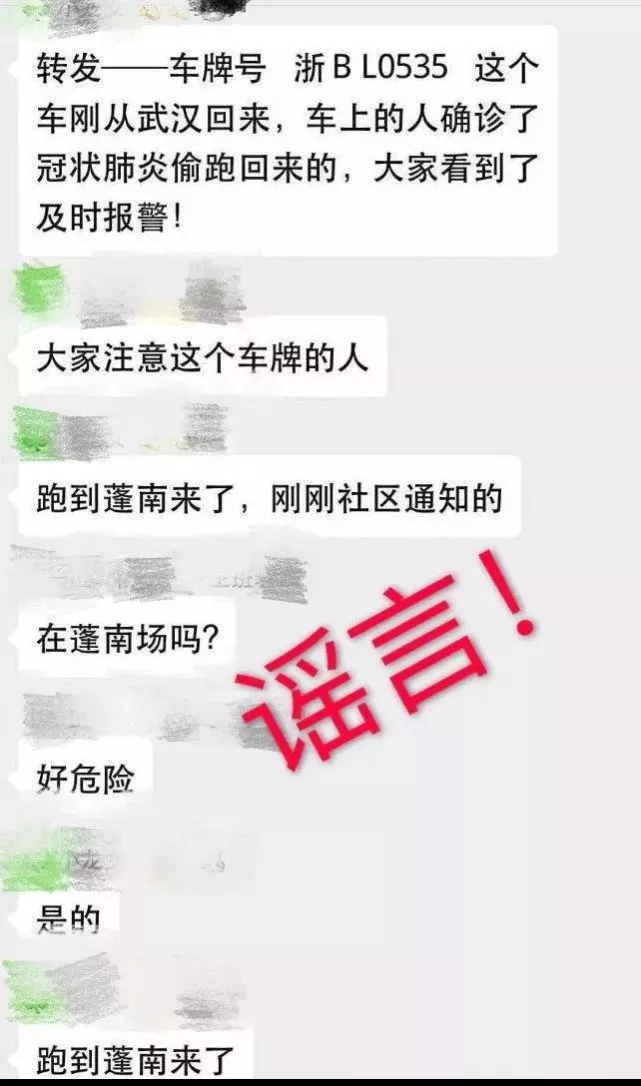 转发——车牌号 浙B L0535 这个
车刚从武汉回来，车上的人确诊了
冠状肺炎偷跑回来的，大家看到了
及时报警！
大家注意这个车牌的人
跑到蓬南来了，刚刚社区通知的
在蓬南场吗？
谣言！
好危险
是的
跑到蓬南来了